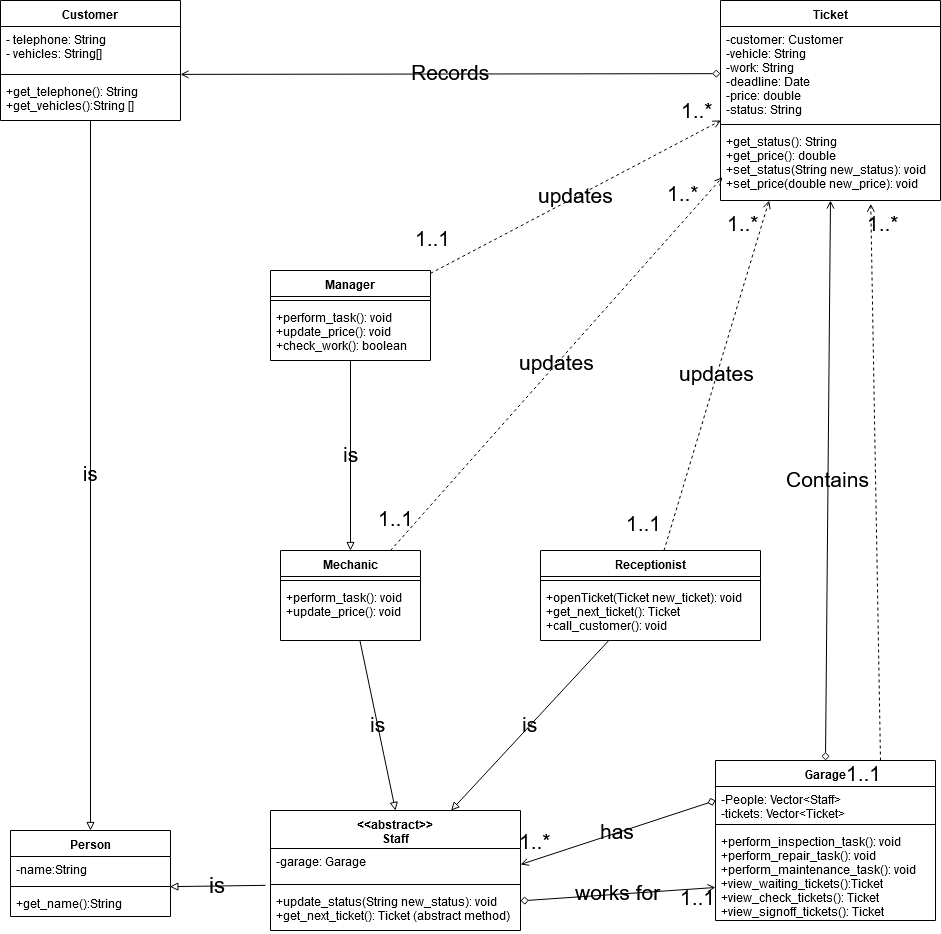 Customer
- telephone: String
- vehicles: String[]
+get_telephone(): String
+get_vehicles():String []
Ticket
-customer: Customer
-vehicle: String
-work: String
-deadline: Date
-price: double
-status: String
+get_status(): String
+get_price(): double
+set_status(String new_status): void
+set_price(double new_price): void
Records
1..*
updates
1..*
1..*
1..*
1..1
Manager
+perform_task(): void
+update_price(): void
+check_work(): boolean
updates
updates
is
is
Contains
1..1
1..1
Mechanic
+perform_task(): void
+update_price(): void
Receptionist
+openTicket(Ticket new_ticket): void
+get_next_ticket(): Ticket
+call_customer(): void
is
is
Garage
1..1
-People: Vector<Staff>
-tickets: Vector<Ticket>
+perform_inspection_task(): void
+perform_repair_task(): void
+perform_maintenance_task(): void
+view_waiting_tickets():Ticket
+view_check_tickets(): Ticket
+view_signoff_tickets(): Ticket
<<abstract>>
Staff
-garage: Garage
+update_status(String new_status): void
+get_next_ticket(): Ticket (abstract method)
1..*
has
works for
1..1
Person
-name:String
+get_name():String
is